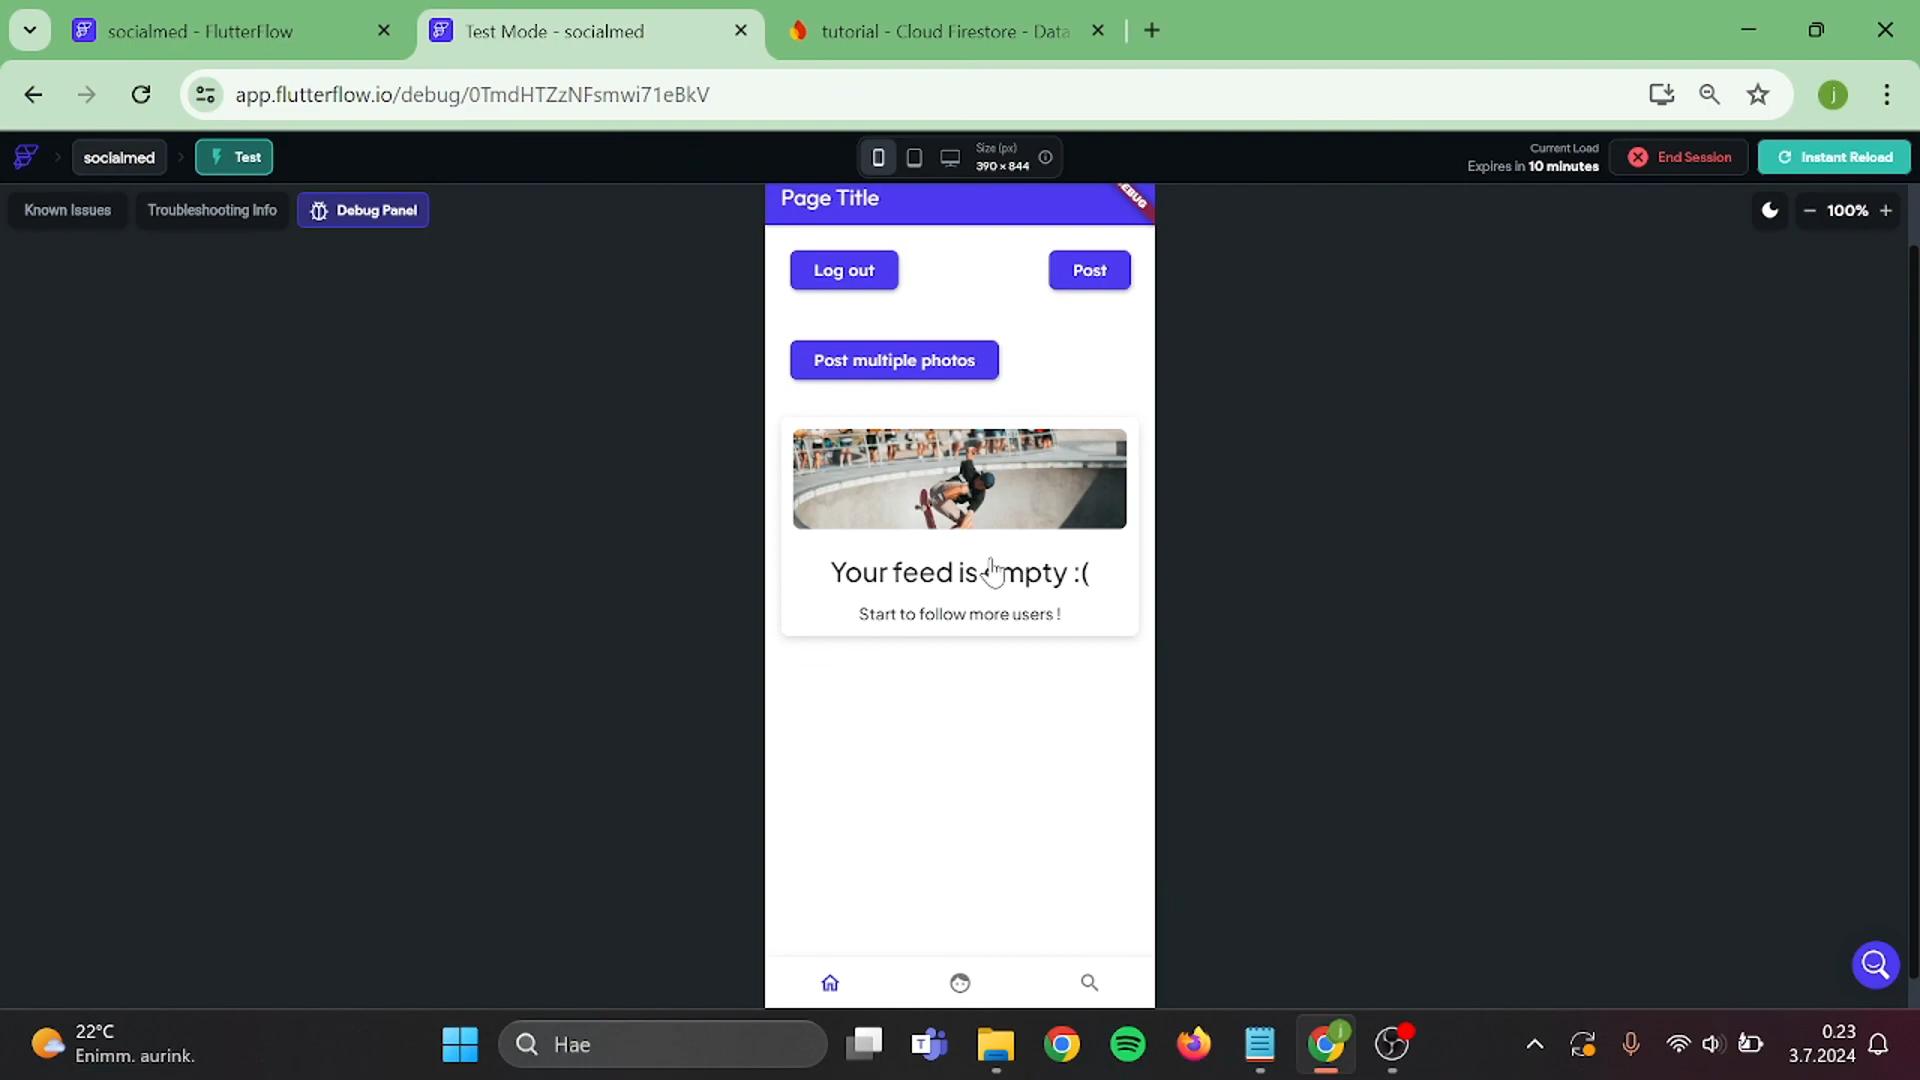 socialmed - FlutterFlow
Test Mode - socialmed
tutorial - Cloud Firestore - Data
app.flutterflow.io/debug/0TmdHTZzNFsmwi71eBkV
j
socialmed
Test
Size (px)
390 × 844
Current Load
Expires in 10 minutes
End Session
Instant Reload
Known Issues
Troubleshooting Info
Debug Panel
100%
Page Title
Log out
Post
Post multiple photos
Your feed is empty :(
Start to follow more users !
22°C
Enimm. aurink.
Hae
0.23
3.7.2024